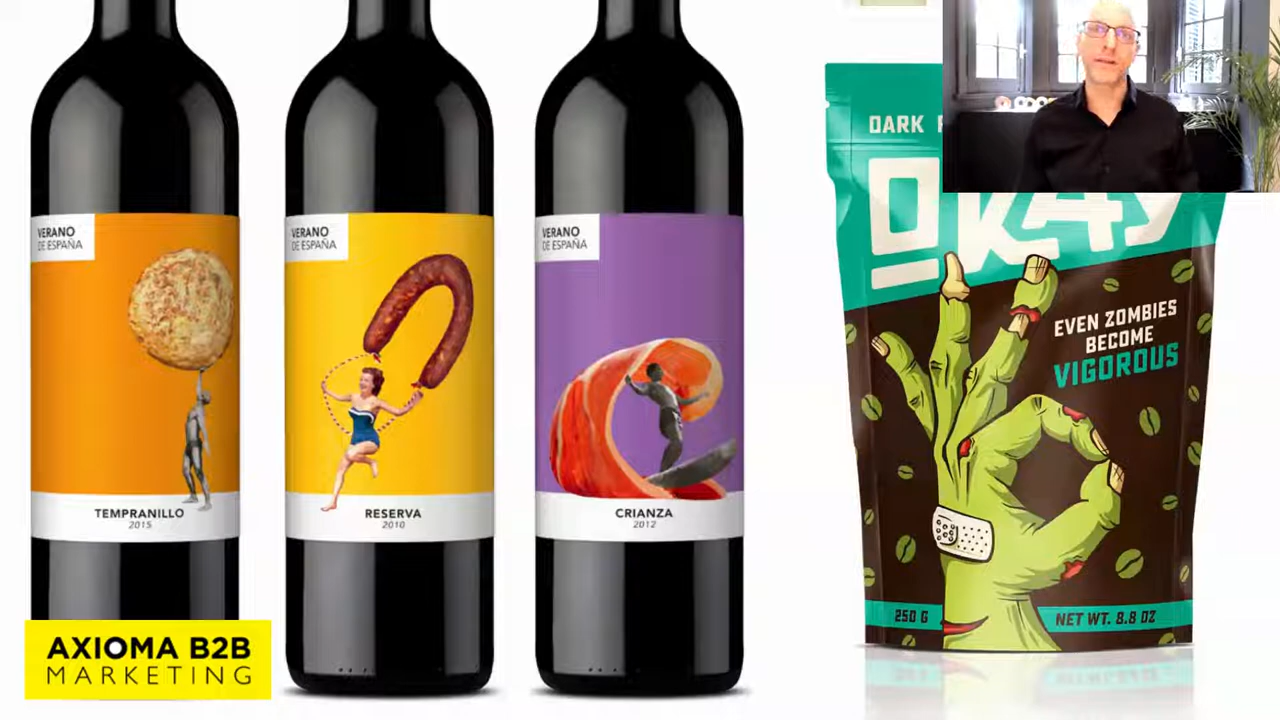 VERANO
DE ESPAÑA
TEMPRANILLO
2015
VERANO
DE ESPAÑA
RESERVA
2010
VERANO
DE ESPAÑA
CRIANZA
2012
DARK
OK4Y
EVEN ZOMBIES
BECOME
VIGOROUS
250 G
NET WT. 8.8 OZ
AXIOMA B2B
MARKETING